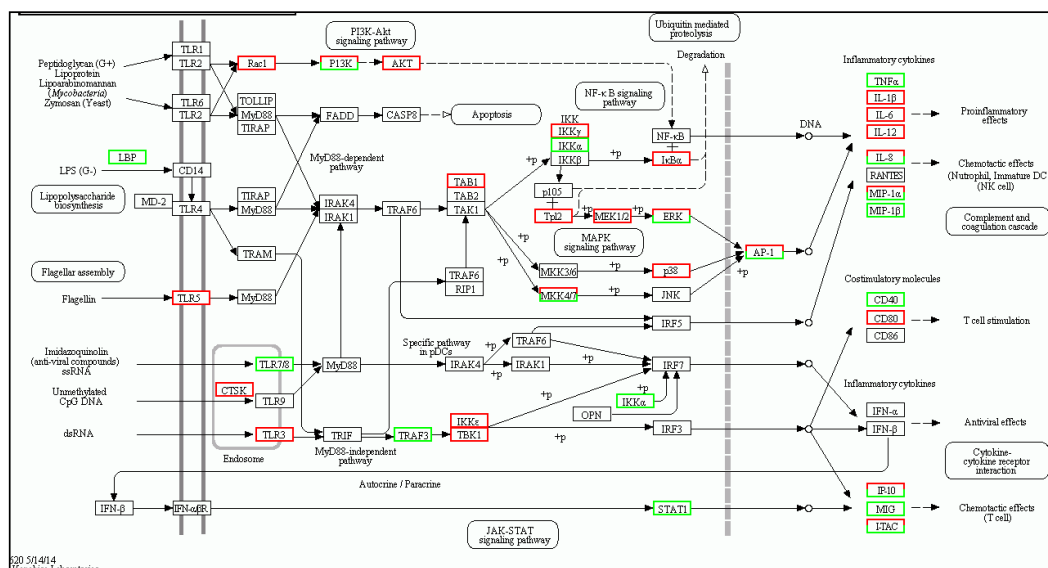 PI3K-Akt
signaling pathway
Ubiquitin mediated
proteolysis
Degradation
TLR1
TLR2
Peptidoglycan (G+)
Lipoprotein
Lipoarabinomannan
(Mycobacteria)
Zymosan (Yeast)
TLR6
TLR2
Rac1
PI3K
AKT
TOLLIP
MyD88
TIRAP
FADD
CASP8
Apoptosis
NF-κB signaling
pathway
IKK
IKKγ
IKKα
IKKβ
+p
+p
NF-κB
IκBα
DNA
Inflammatory cytokines
TNFα
IL-1β
IL-6
IL-12
Proinflammatory
effects
IL-8
RANTES
MIP-1α
MIP-1β
Chemotactic effects
(Nutrophil, Immature DC
(NK cell)
Complement and
coagulation cascade
LBP
LPS (G-)
CD14
MyD88-dependent
pathway
Lipopolysaccharide
biosynthesis
MD-2
TLR4
TIRAP
MyD88
IRAK4
IRAK1
TRAF6
TAB1
TAB2
TAK1
p105
Tpl2
+p
MEK1/2
+p
ERK
MAPK
signaling pathway
+p
AP-1
TRAM
Flagellar assembly
Flagellin
TLR5
MyD88
TRAF6
RIP1
+p
+p
MKK3/6
+p
p38
MKK4/7
+p
JNK
+p
IRF5
Costimulatory molecules
CD40
CD80
CD86
T cell stimulation
Imidazoquinolin
(anti-viral compounds)
ssRNA
TLR7/8
MyD88
Specific pathway
in pDCs
+p
TRAF6
IRAK4
+p
IRAK1
+p
IRF7
Unmethylated
CpG DNA
CTSK
TLR9
+p
+p
IKKα
OPN
Inflammatory cytokines
IFN-α
IFN-β
Antiviral effects
dsRNA
TLR3
TRIF
TRAF3
IKKε
TBK1
+p
IRF3
Endosome
MyD88-independent
pathway
Cytokine-
cytokine receptor
interaction
Autocrine / Paracrine
IFN-β
IFN-αβR
STAT1
JAK-STAT
signaling pathway
IP-10
MIG
I-TAC
Chemotactic effects
(T cell)
620 5/14/14